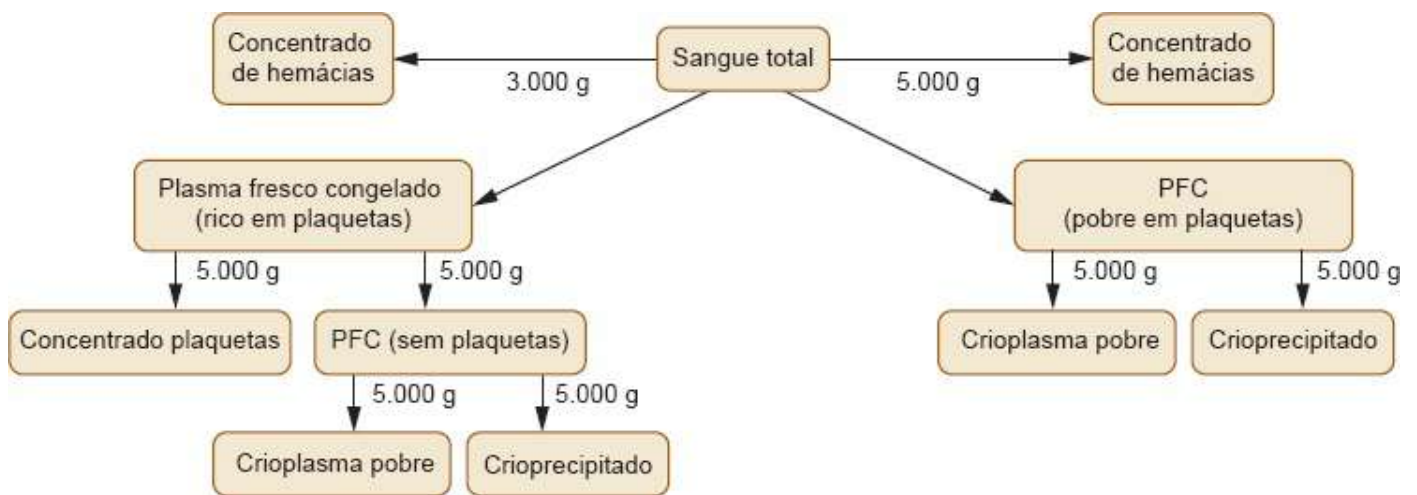 Concentrado
de hemácias
3.000 g
Sangue total
5.000 g
Concentrado
de hemácias
Plasma fresco congelado
(rico em plaquetas)
PFC
(pobre em plaquetas)
5.000 g
5.000 g
5.000 g
5.000 g
Concentrado plaquetas
PFC (sem plaquetas)
Crioplasma pobre
Crioprecipitado
5.000 g
5.000 g
Crioplasma pobre
Crioprecipitado